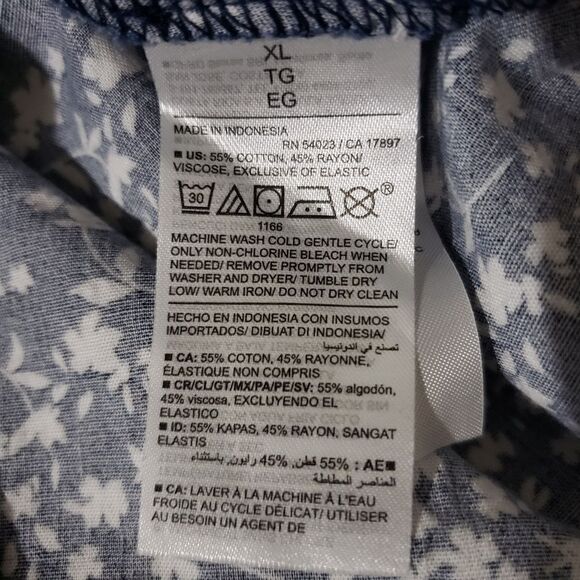 XL
TG
EG
MADE IN INDONESIA
RN 54023 / CA 17897
■ US: 55% COTTON, 45% RAYON/
VISCOSE, EXCLUSIVE OF ELASTIC
30
®
1166
MACHINE WASH COLD GENTLE CYCLE/
ONLY NON-CHLORINE BLEACH WHEN
NEEDED/ REMOVE PROMPTLY FROM
WASHER AND DRYER/ TUMBLE DRY
LOW/ WARM IRON/ DO NOT DRY CLEAN
HECHO EN INDONESIA CON INSUMOS
IMPORTADOS/ DIBUAT DI INDONESIA/
تصنع في اندونيسيا
■ CA: 55% COTON, 45% RAYONNE,
ÉLASTIQUE NON COMPRIS
■ CR/CL/GT/MX/PA/PE/SV: 55% algodón,
45% viscosa, EXCLUYENDO EL
ELASTICO
■ ID: 55% KAPAS, 45% RAYON, SANGAT
ELASTIS
■ AE : 55% قطن, 45% رايون, باستثناء
العناصر المطاطة
■ CA: LAVER À LA MACHINE À L'EAU
FROIDE AU CYCLE DÉLICAT/ UTILISER
AU BESOIN UN AGENT DE